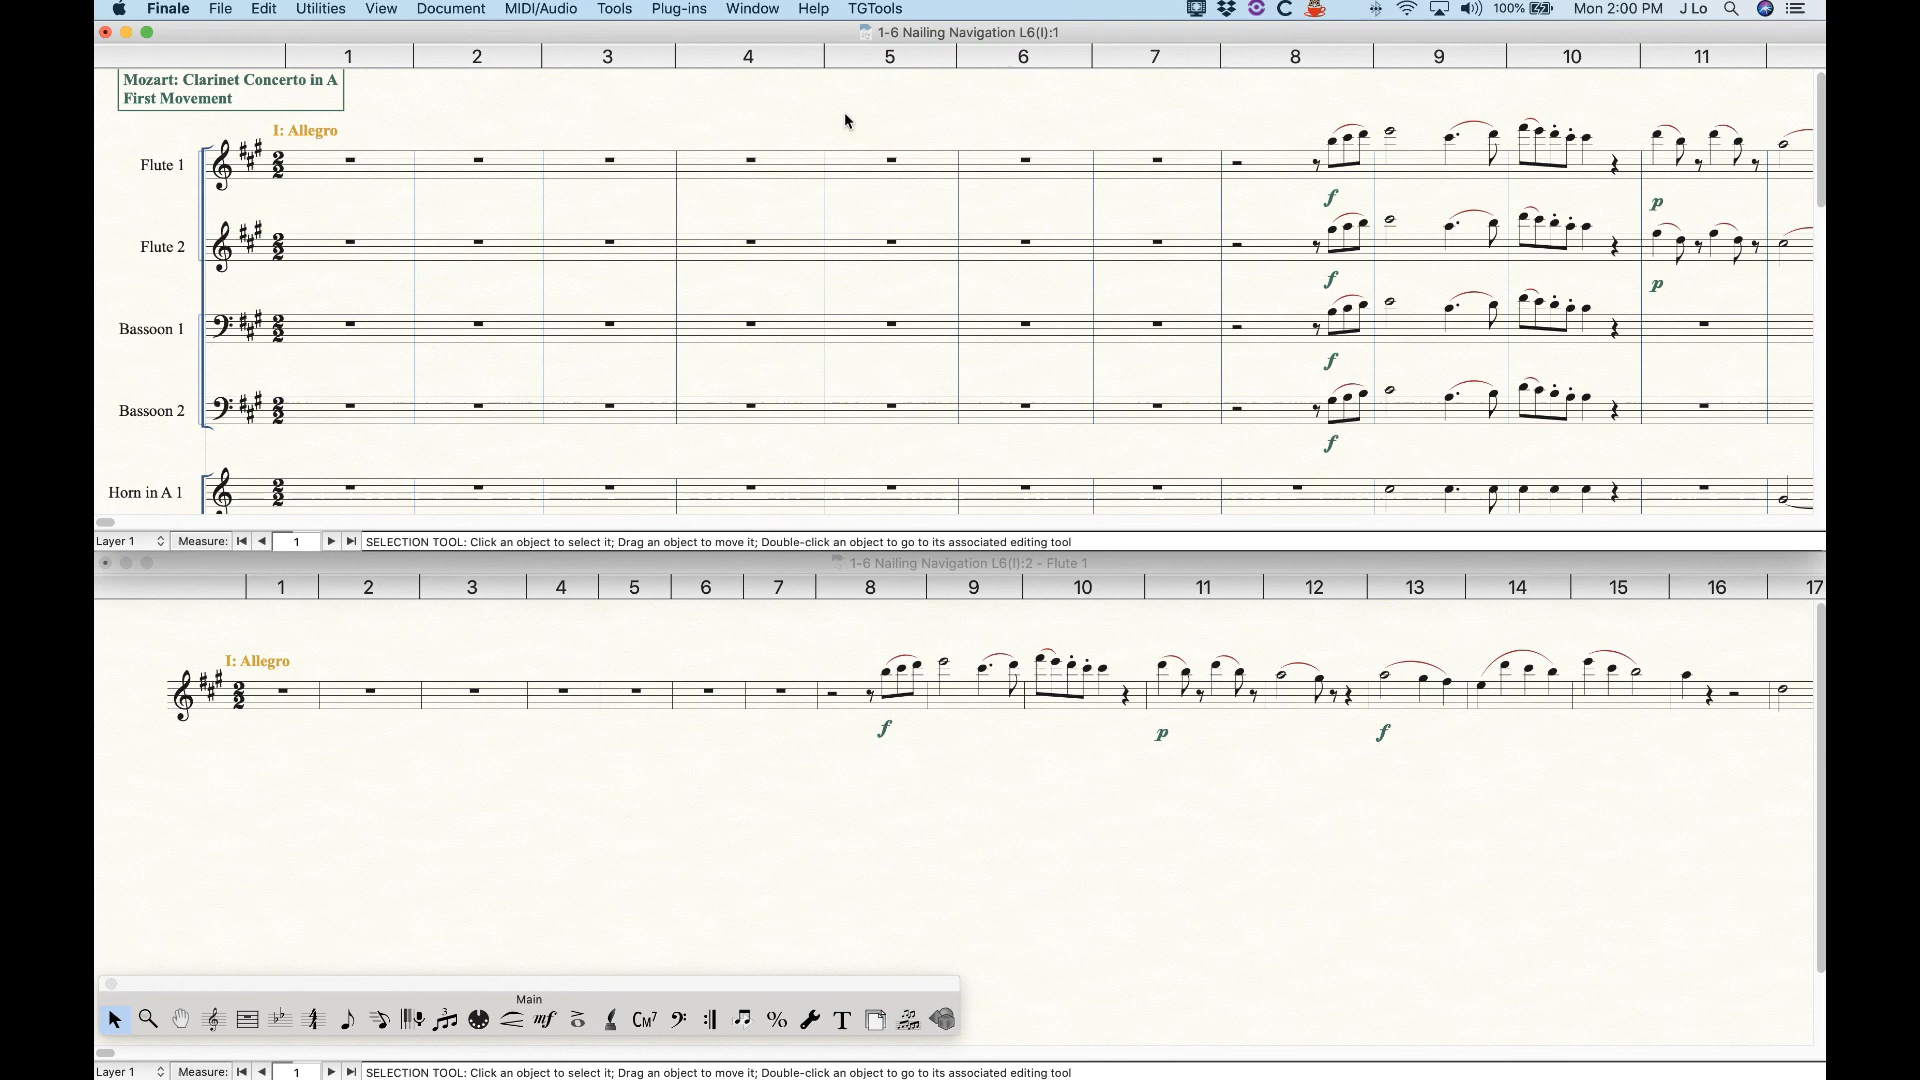 Finale File Edit Utilities View Document MIDI/Audio Tools Plug-ins Window Help TGTools 100% Mon 2:00 PM J Lo
1-6 Nailing Navigation L6(I):1
1 2 3 4 5 6 7 8 9 10 11
Mozart: Clarinet Concerto in A
First Movement
I: Allegro
Flute 1
f p
Flute 2
f p
Bassoon 1
f
Bassoon 2
f
Horn in A 1
Layer 1 Measure: 1 SELECTION TOOL: Click an object to select it; Drag an object to move it; Double-click an object to go to its associated editing tool
1-6 Nailing Navigation L6(I):2 - Flute 1
1 2 3 4 5 6 7 8 9 10 11 12 13 14 15 16 17
I: Allegro
f p f
Main
mf CM7 % T
Layer 1 Measure: 1 SELECTION TOOL: Click an object to select it; Drag an object to move it; Double-click an object to go to its associated editing tool